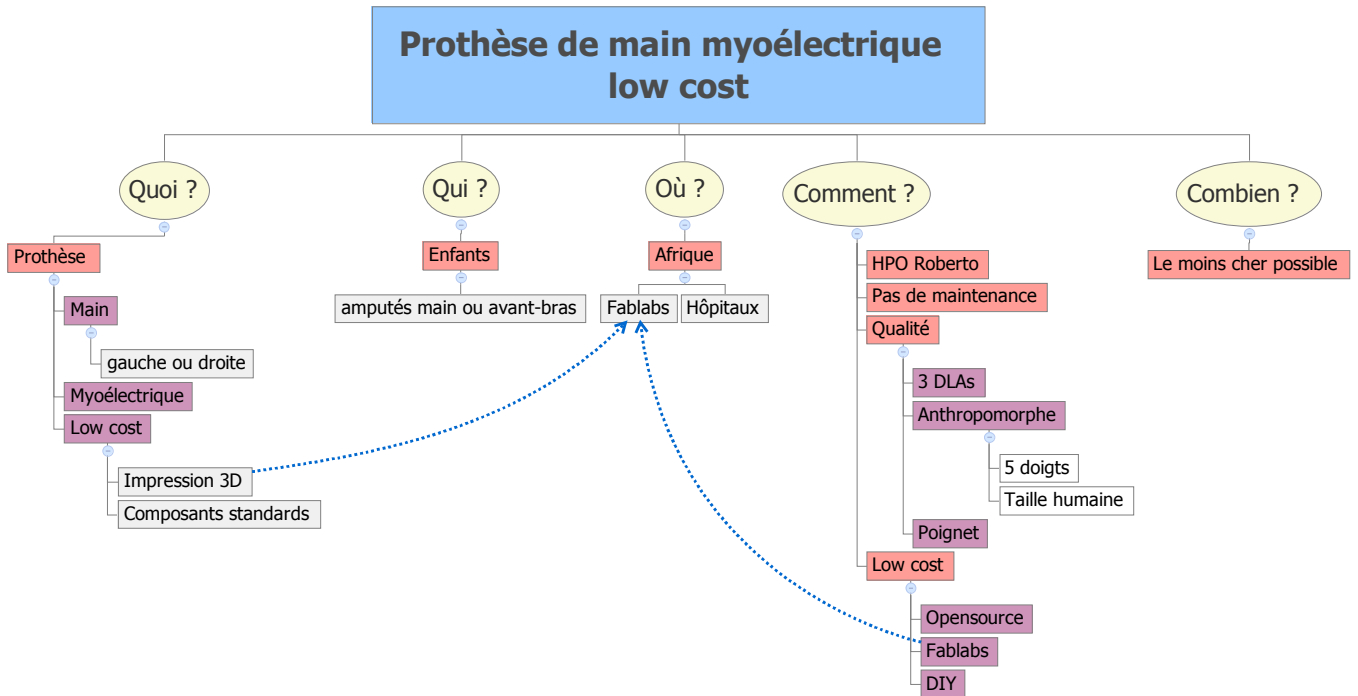 Prothèse de main myoélectrique
low cost
Quoi ?
Qui ?
Où ?
Comment ?
Combien ?
Prothèse
Main
gauche ou droite
Myoélectrique
Low cost
Impression 3D
Composants standards
Enfants
amputés main ou avant-bras
Afrique
Fablabs
Hôpitaux
HPO Roberto
Pas de maintenance
Qualité
3 DLAs
Anthropomorphe
5 doigts
Taille humaine
Poignet
Low cost
Opensource
Fablabs
DIY
Le moins cher possible